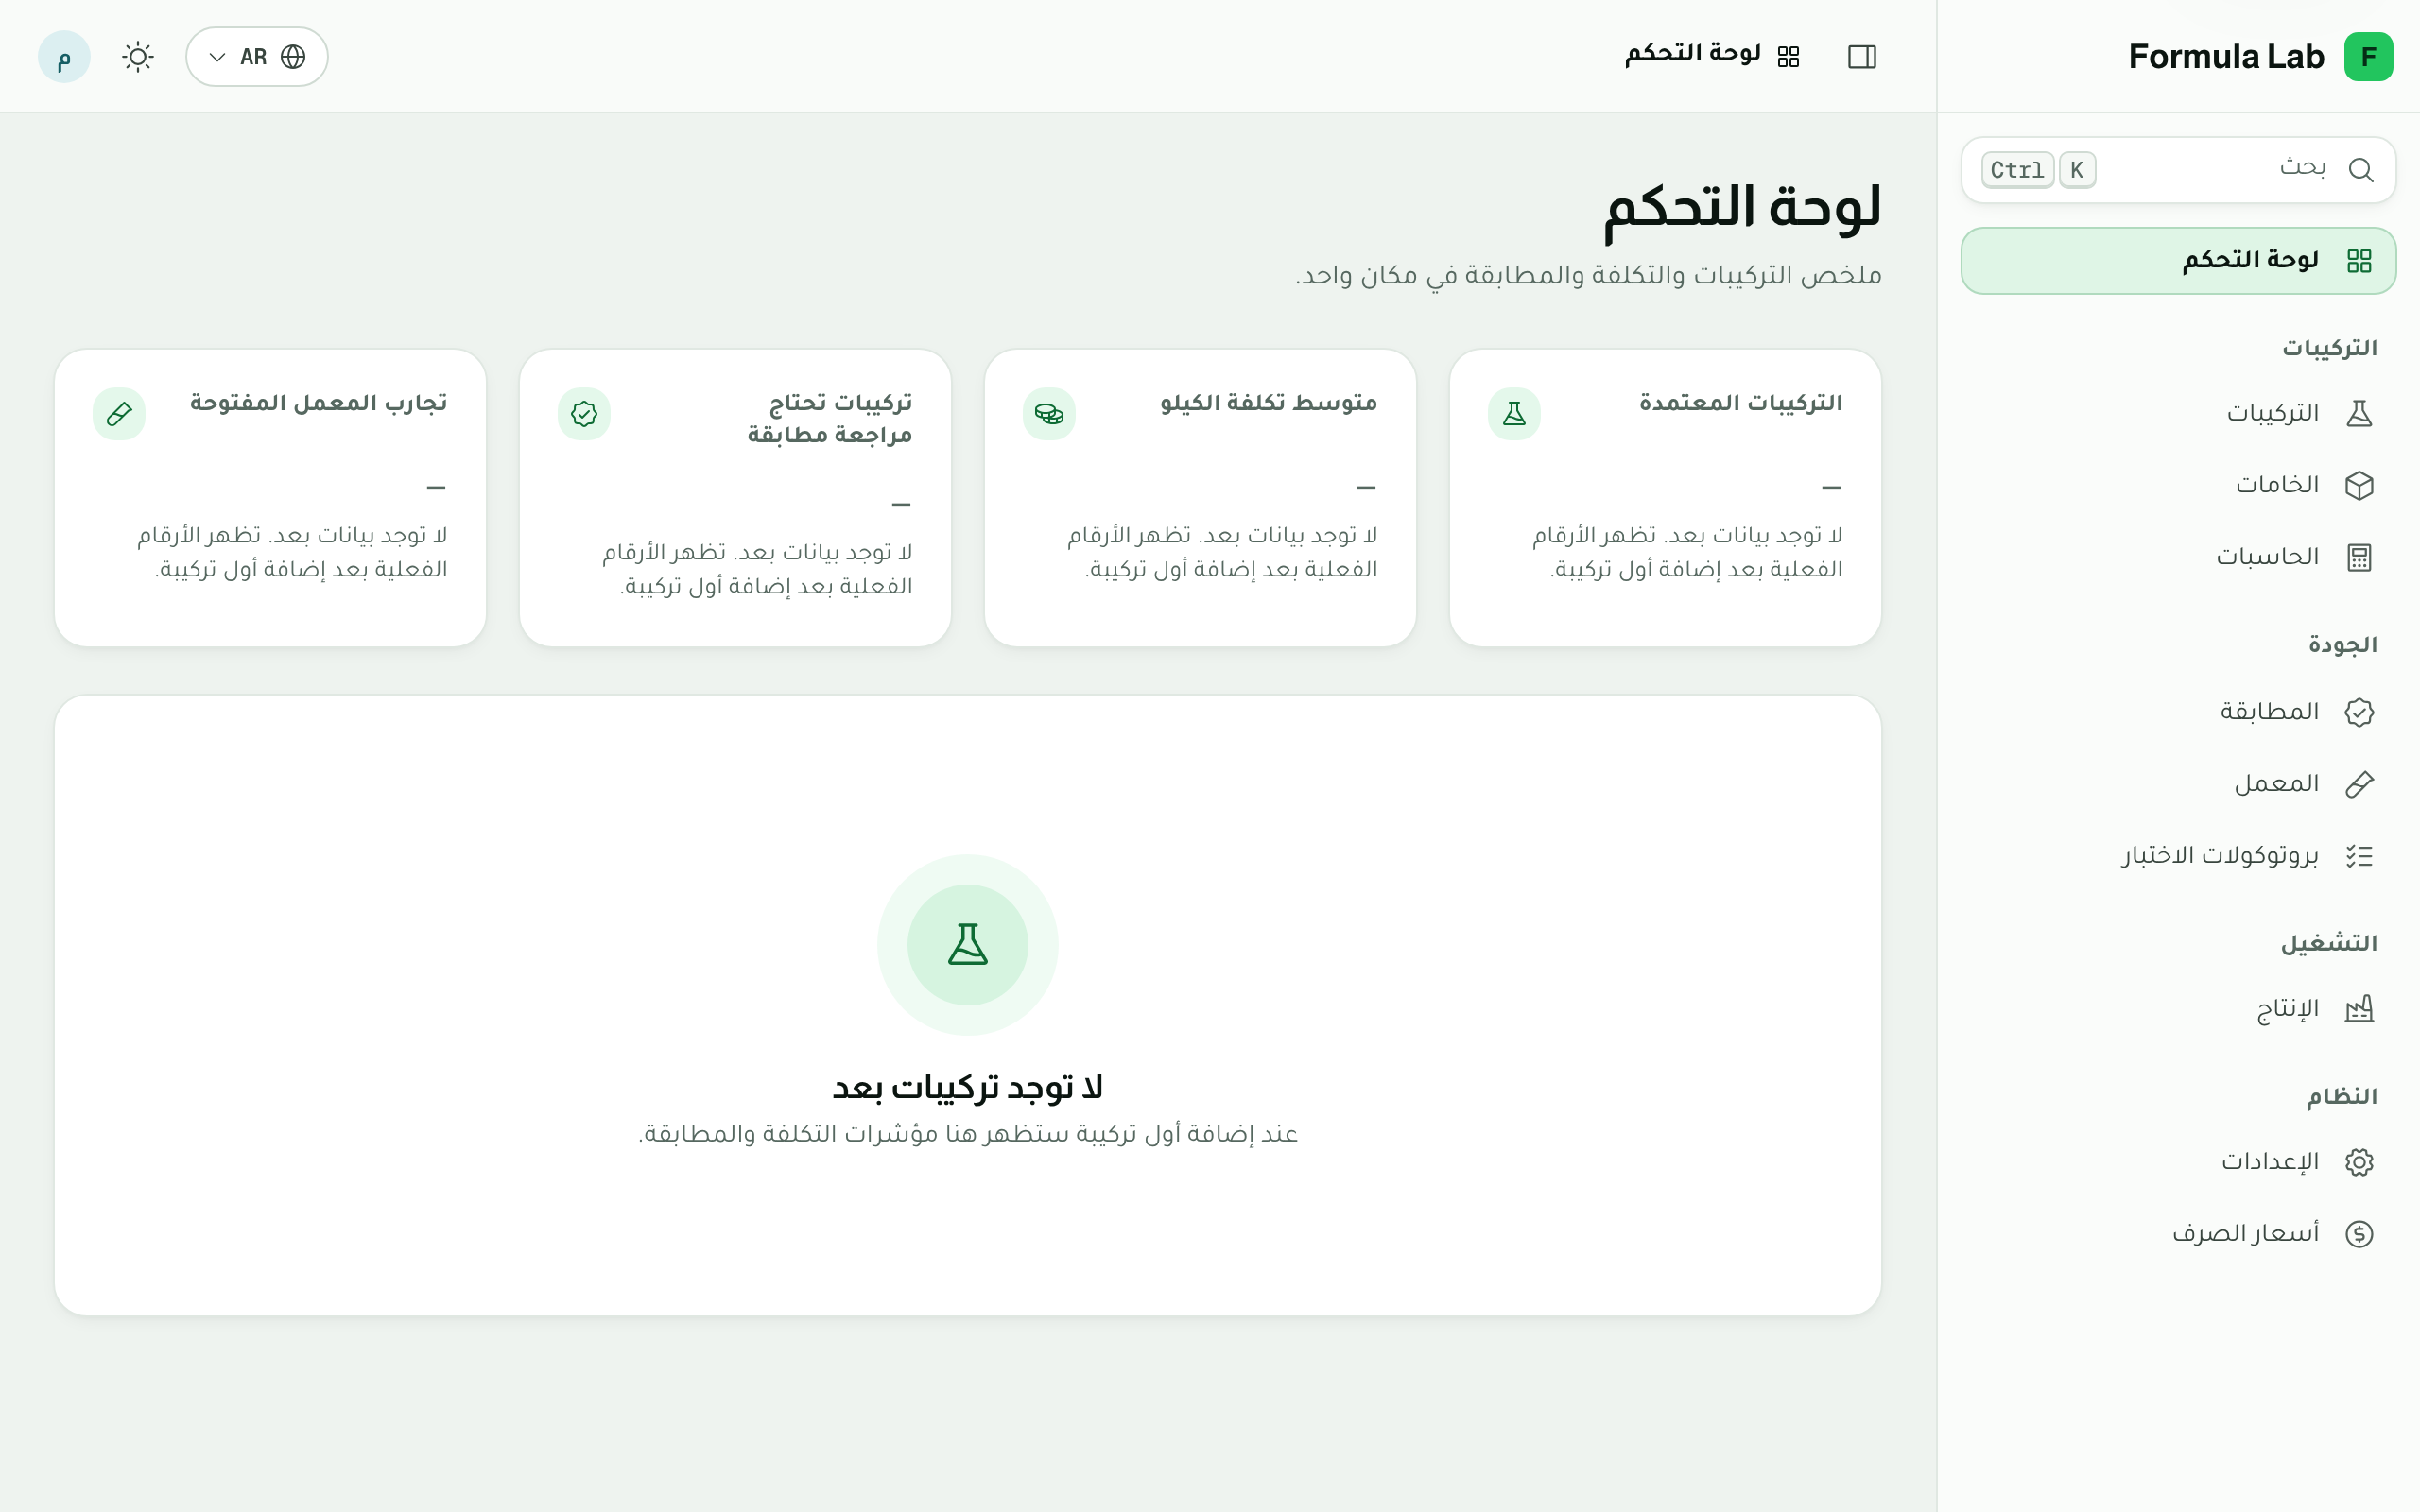 F Formula Lab
بحث
Ctrl K
لوحة التحكم
التركيبات
التركيبات
الخامات
الحاسبات
الجودة
المطابقة
المعمل
بروتوكولات الاختبار
التشغيل
الإنتاج
النظام
الإعدادات
أسعار الصرف
لوحة التحكم
AR
م
لوحة التحكم
ملخص التركيبات والتكلفة والمطابقة في مكان واحد.
التركيبات المعتمدة
—
لا توجد بيانات بعد. تظهر الأرقام
الفعلية بعد إضافة أول تركيبة.
متوسط تكلفة الكيلو
—
لا توجد بيانات بعد. تظهر الأرقام
الفعلية بعد إضافة أول تركيبة.
تركيبات تحتاج
مراجعة مطابقة
—
لا توجد بيانات بعد. تظهر الأرقام
الفعلية بعد إضافة أول تركيبة.
تجارب المعمل المفتوحة
—
لا توجد بيانات بعد. تظهر الأرقام
الفعلية بعد إضافة أول تركيبة.
لا توجد تركيبات بعد
عند إضافة أول تركيبة ستظهر هنا مؤشرات التكلفة والمطابقة.